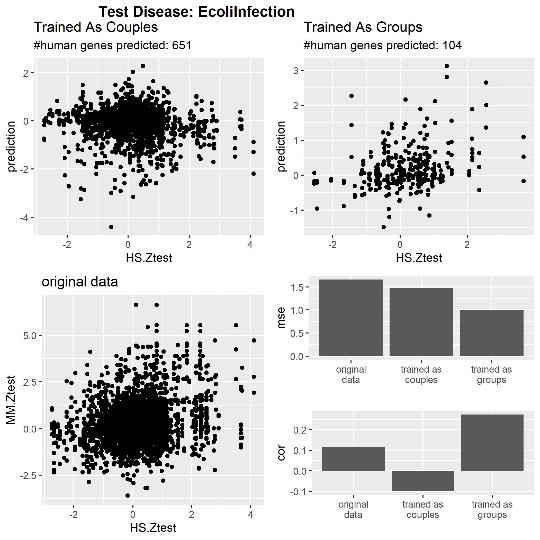 Test Disease: EcoliInfection
Trained As Couples
#human genes predicted: 651
2
0
-2
-4
prediction
-2
0
2
4
HS.Ztest
Trained As Groups
#human genes predicted: 104
3
2
1
0
-1
prediction
-2
0
2
HS.Ztest
original data
5.0
2.5
0.0
-2.5
MM.Ztest
-2
0
2
4
HS.Ztest
1.5
1.0
0.5
0.0
mse
original
data
trained as
couples
trained as
groups
0.2
0.1
0.0
-0.1
cor
original
data
trained as
couples
trained as
groups